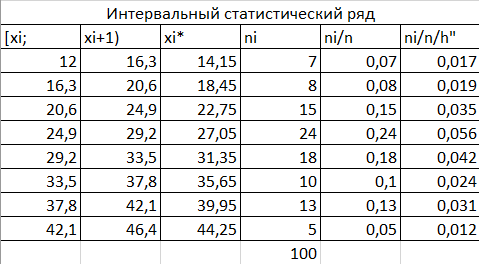 Интервальный статистический ряд
[xi; xi+1) xi* ni ni/n ni/n/h"
12 16,3 14,15 7 0,07 0,017
16,3 20,6 18,45 8 0,08 0,019
20,6 24,9 22,75 15 0,15 0,035
24,9 29,2 27,05 24 0,24 0,056
29,2 33,5 31,35 18 0,18 0,042
33,5 37,8 35,65 10 0,1 0,024
37,8 42,1 39,95 13 0,13 0,031
42,1 46,4 44,25 5 0,05 0,012
100